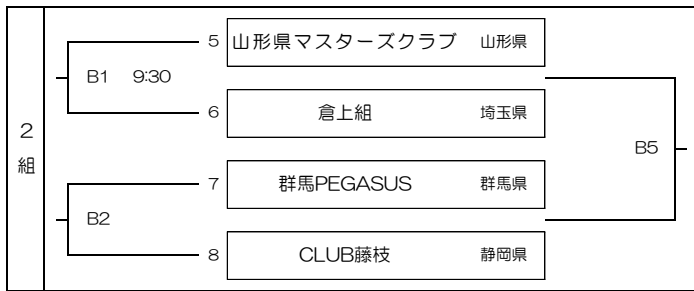 2組
5 山形県マスターズクラブ 山形県
B1 9:30
6 倉上組 埼玉県
B5
7 群馬PEGASUS 群馬県
B2
8 CLUB藤枝 静岡県